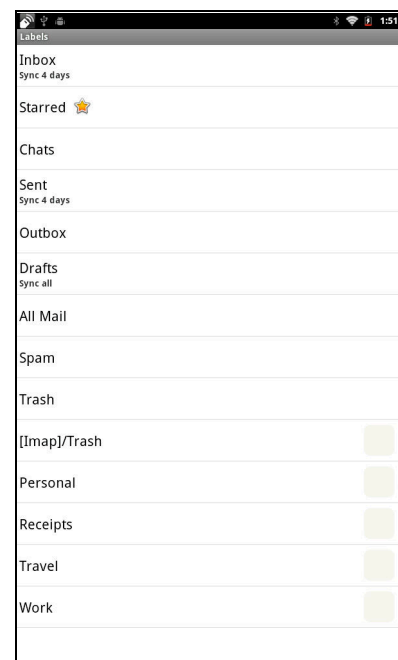 1:51
Labels
Inbox
Sync 4 days
Starred
Chats
Sent
Sync 4 days
Outbox
Drafts
Sync all
All Mail
Spam
Trash
[Imap]/Trash
Personal
Receipts
Travel
Work